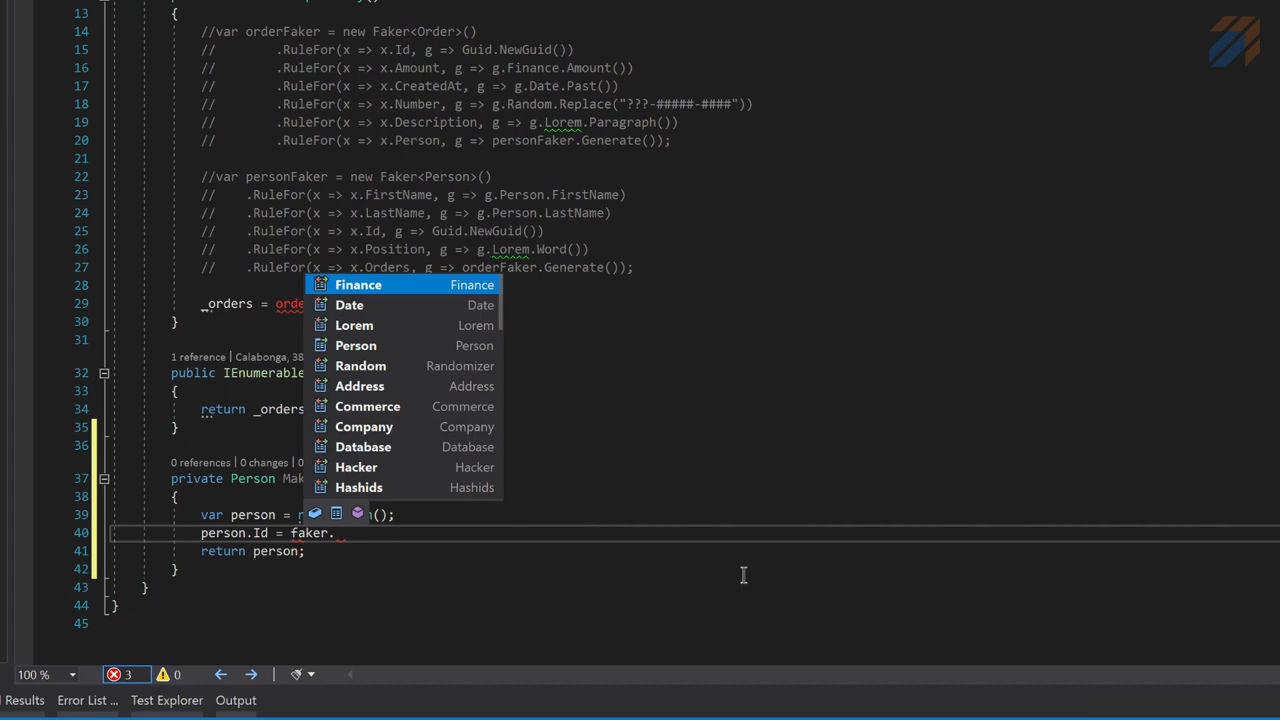 13 {
14 //var orderFaker = new Faker<Order>()
15 // .RuleFor(x => x.Id, g => Guid.NewGuid())
16 // .RuleFor(x => x.Amount, g => g.Finance.Amount())
17 // .RuleFor(x => x.CreatedAt, g => g.Date.Past())
18 // .RuleFor(x => x.Number, g => g.Random.Replace("???-#####-####"))
19 // .RuleFor(x => x.Description, g => g.Lorem.Paragraph())
20 // .RuleFor(x => x.Person, g => personFaker.Generate());
21
22 //var personFaker = new Faker<Person>()
23 // .RuleFor(x => x.FirstName, g => g.Person.FirstName)
24 // .RuleFor(x => x.LastName, g => g.Person.LastName)
25 // .RuleFor(x => x.Id, g => Guid.NewGuid())
26 // .RuleFor(x => x.Position, g => g.Lorem.Word())
27 // .RuleFor(x => x.Orders, g => orderFaker.Generate());
28
29 _orders = orde
30 }
31
1 reference | Calabonga, 38
32 public IEnumerable
33 {
34 return _orders
35 }
36
0 references | 0 changes | 0
37 private Person Mak
38 {
39 var person = n ();
40 person.Id = faker.
41 return person;
42 }
43 }
44 }
45
Finance Finance
Date Date
Lorem Lorem
Person Person
Random Randomizer
Address Address
Commerce Commerce
Company Company
Database Database
Hacker Hacker
Hashids Hashids
100 % 3 0
Results Error List ... Test Explorer Output